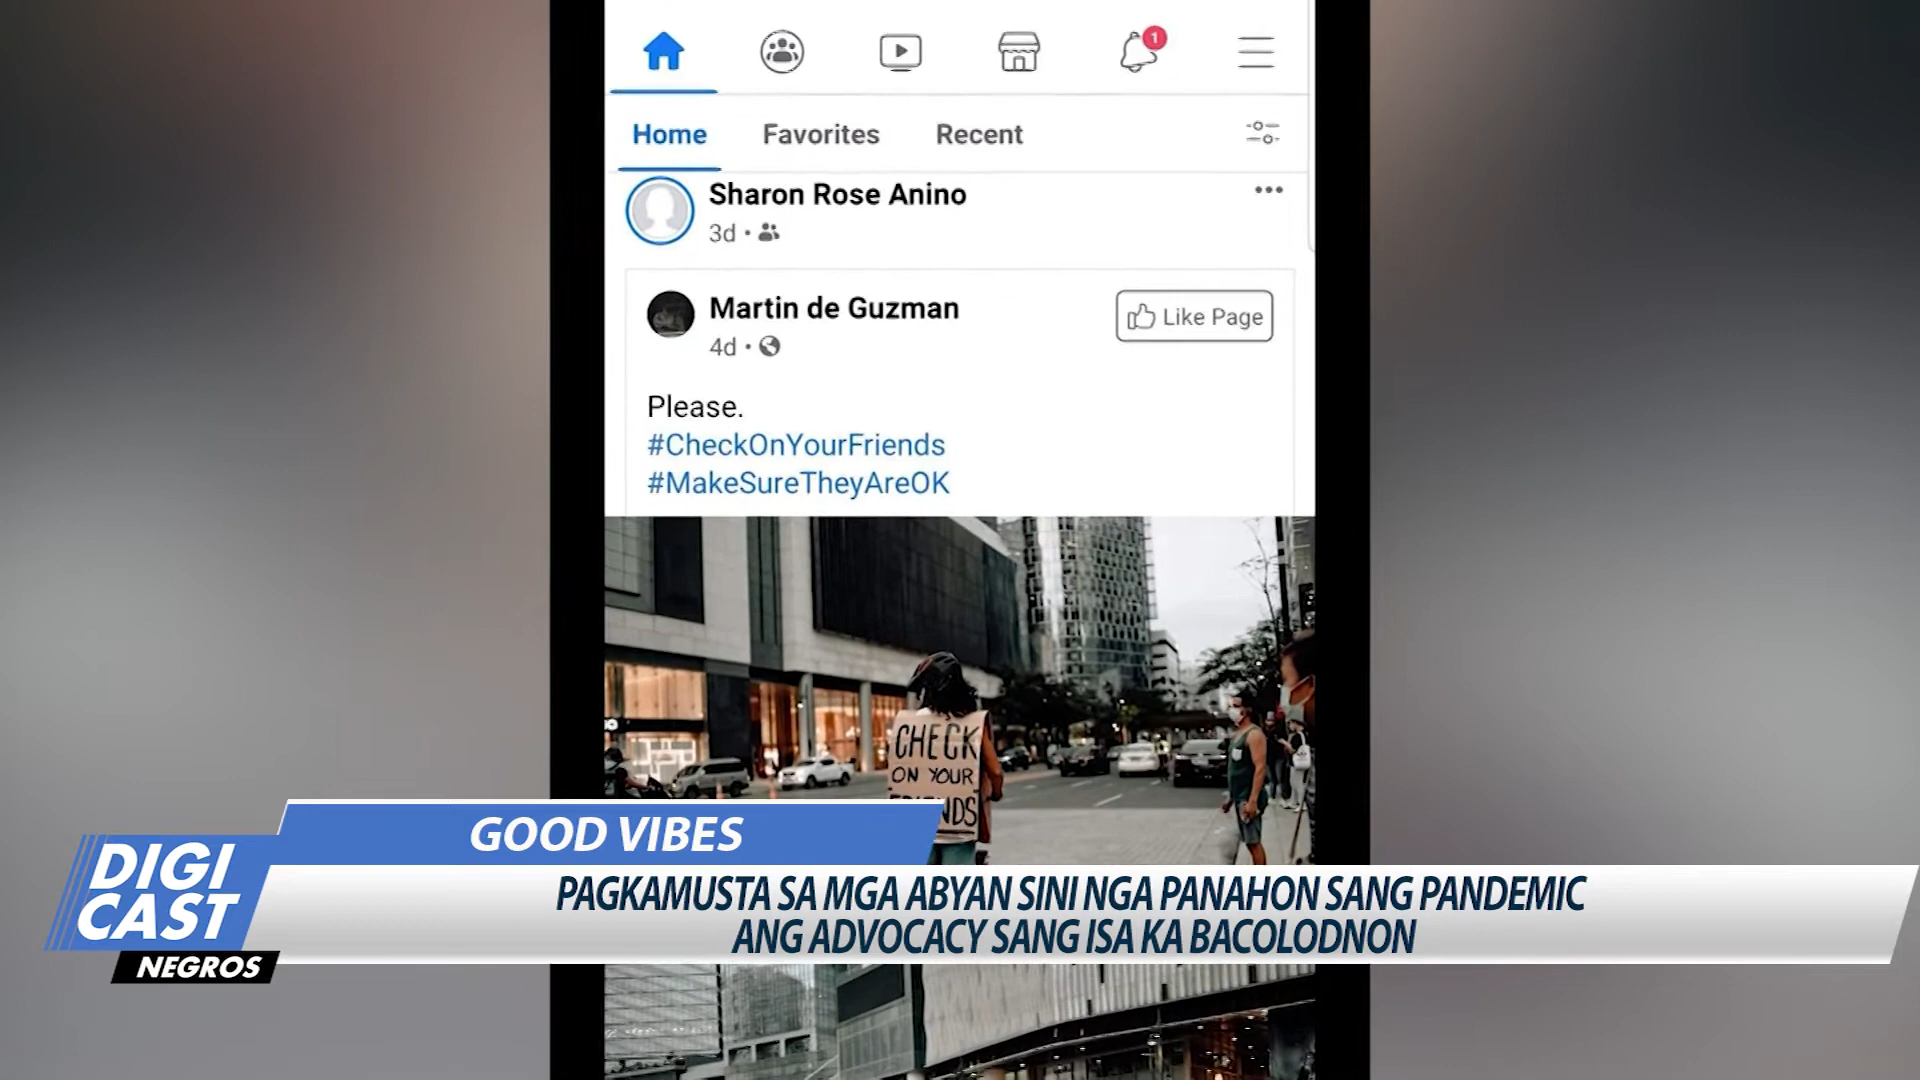 1
Home Favorites Recent
Sharon Rose Anino
3d
Martin de Guzman
4d
Like Page
Please.
#CheckOnYourFriends
#MakeSureTheyAreOK
CHECK
ON YOUR
FRIENDS
GOOD VIBES
DIGI
CAST
NEGROS
PAGKAMUSTA SA MGA ABYAN SINI NGA PANAHON SANG PANDEMIC
ANG ADVOCACY SANG ISA KA BACOLODNON